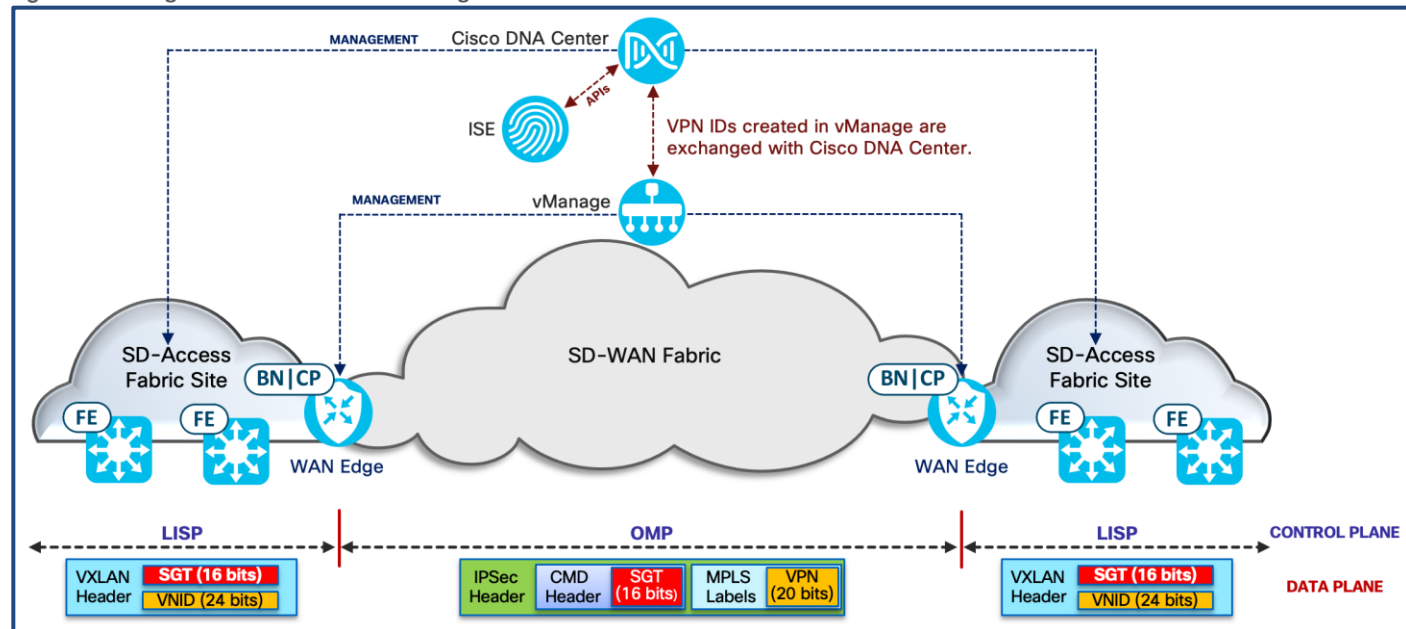 MANAGEMENT
Cisco DNA Center
APIs
ISE
VPN IDs created in vManage are
exchanged with Cisco DNA Center.
MANAGEMENT
vManage
SD-Access
Fabric Site
SD-WAN Fabric
SD-Access
Fabric Site
BN|CP
BN|CP
FE
FE
FE
FE
WAN Edge
WAN Edge
LISP
OMP
LISP
CONTROL PLANE
VXLAN
Header
SGT (16 bits)
VNID (24 bits)
IPSec
Header
CMD
Header
SGT
(16 bits)
MPLS
Labels
VPN
(20 bits)
VXLAN
Header
SGT (16 bits)
VNID (24 bits)
DATA PLANE